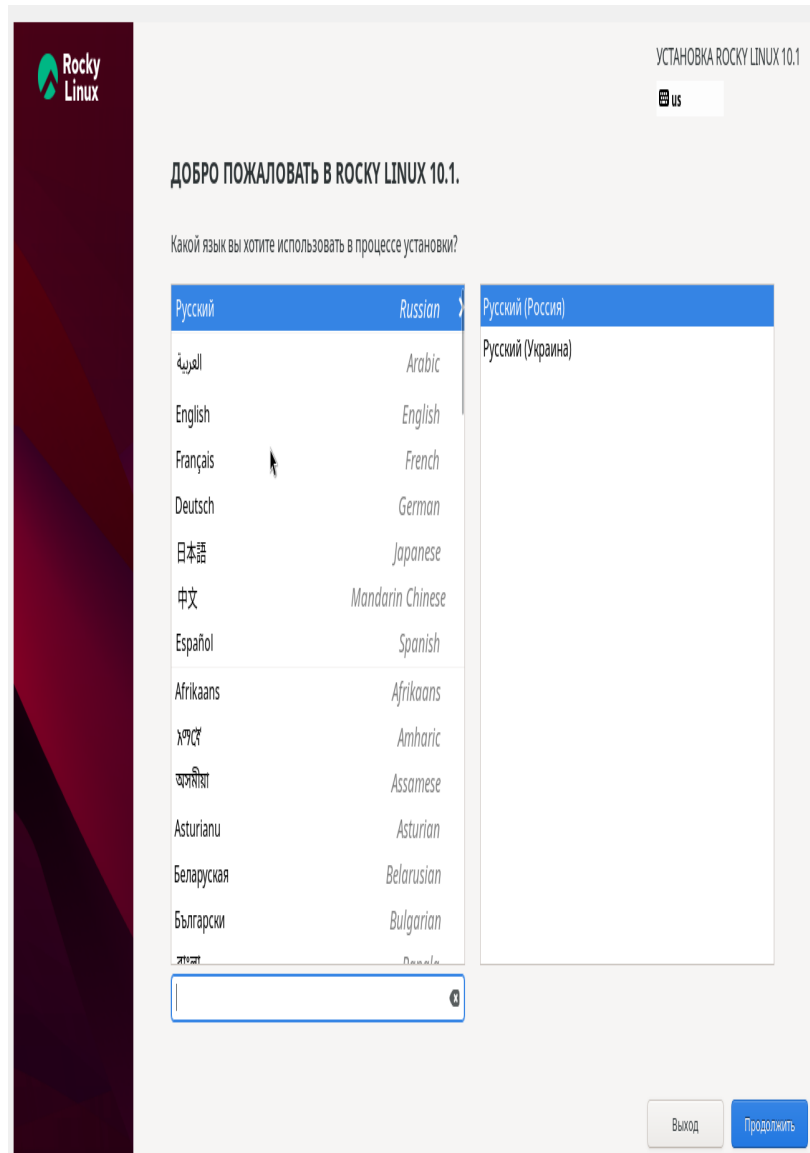 Rocky
Linux
УСТАНОВКА ROCKY LINUX 10.1
us
ДОБРО ПОЖАЛОВАТЬ В ROCKY LINUX 10.1.
Какой язык вы хотите использовать в процессе установки?
Русский Russian
العربية Arabic
English English
Français French
Deutsch German
日本語 Japanese
中文 Mandarin Chinese
Español Spanish
Afrikaans Afrikaans
አማርኛ Amharic
অসমীয়া Assamese
Asturianu Asturian
Беларуская Belarusian
Български Bulgarian
Русский (Россия)
Русский (Украина)
Выход
Продолжить